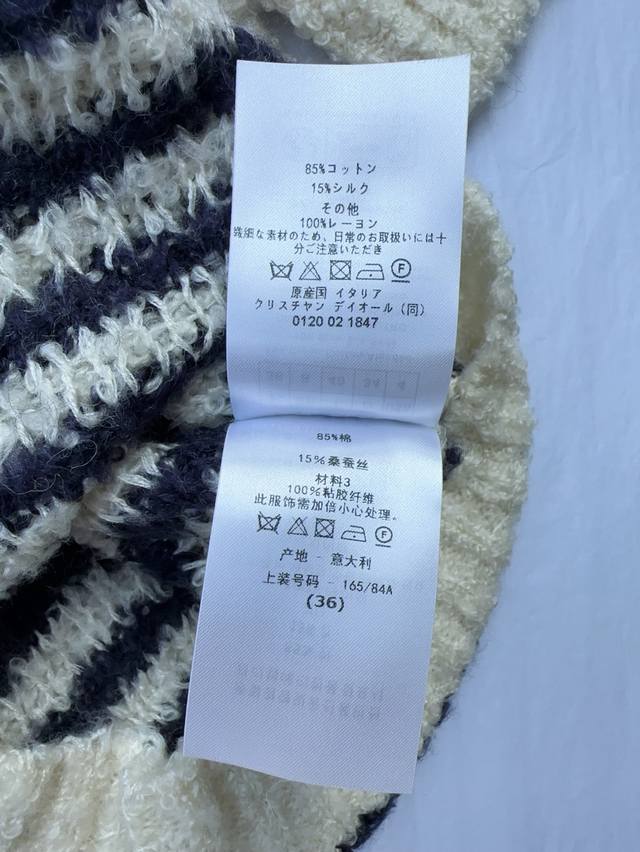 85%コットン
15%シルク
その他
100%レーヨン
繊細な素材のため、日常のお取扱いには十
分ご注意いただき
F
原産国 イタリア
クリスチャン デイオール（同）
0120 02 1847
85%棉
15%桑蚕丝
材料3
100%粘胶纤维
此服饰需加倍小心处理。
F
产地 - 意大利
上装号码 - 165/84A
(36)